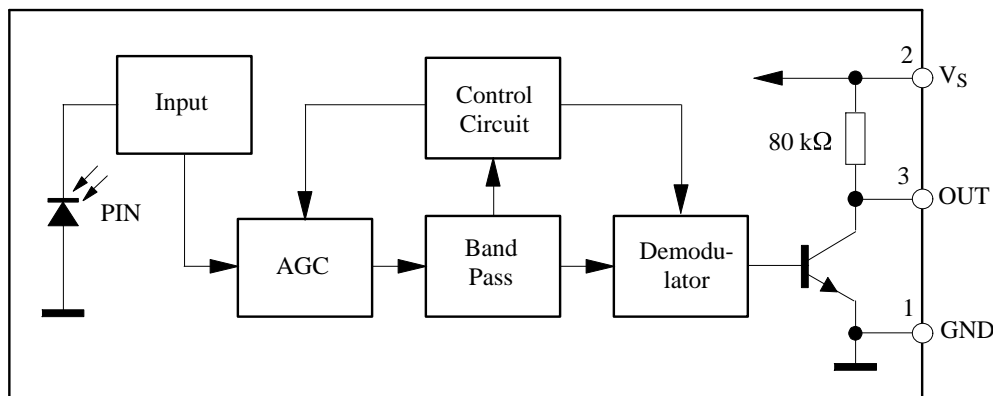 Input
Control
Circuit
2
V_S
80 kΩ
3
OUT
PIN
AGC
Band
Pass
Demodu-
lator
1
GND